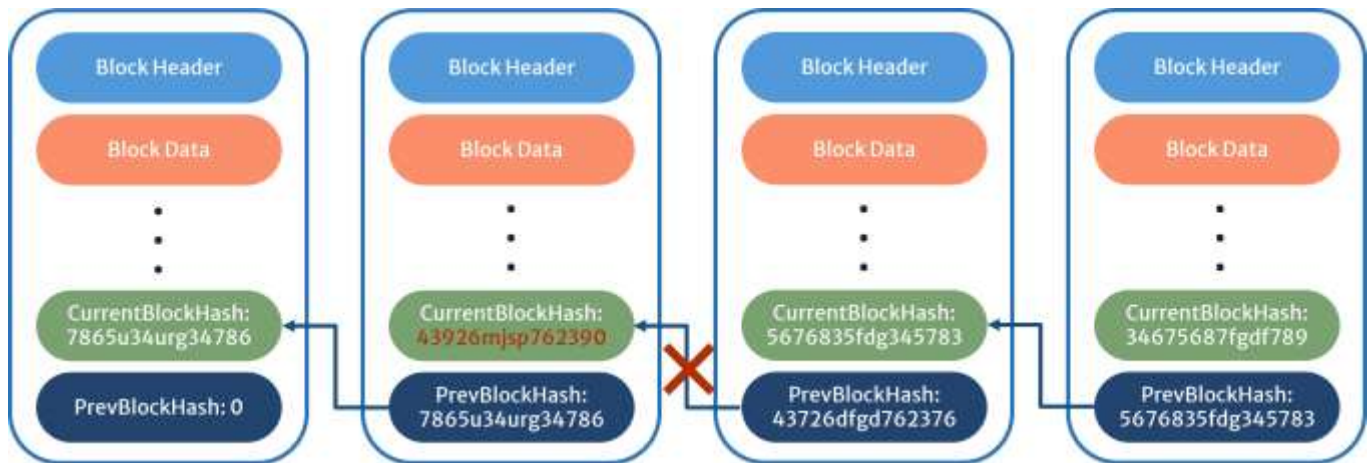 Block Header
Block Data
CurrentBlockHash:
7865u34urg34786
PrevBlockHash: 0
Block Header
Block Data
CurrentBlockHash:
43926mjsp762390
PrevBlockHash:
7865u34urg34786
Block Header
Block Data
CurrentBlockHash:
5676835fdg345783
PrevBlockHash:
43726dfgd762376
Block Header
Block Data
CurrentBlockHash:
34675687fgdf789
PrevBlockHash:
5676835fdg345783